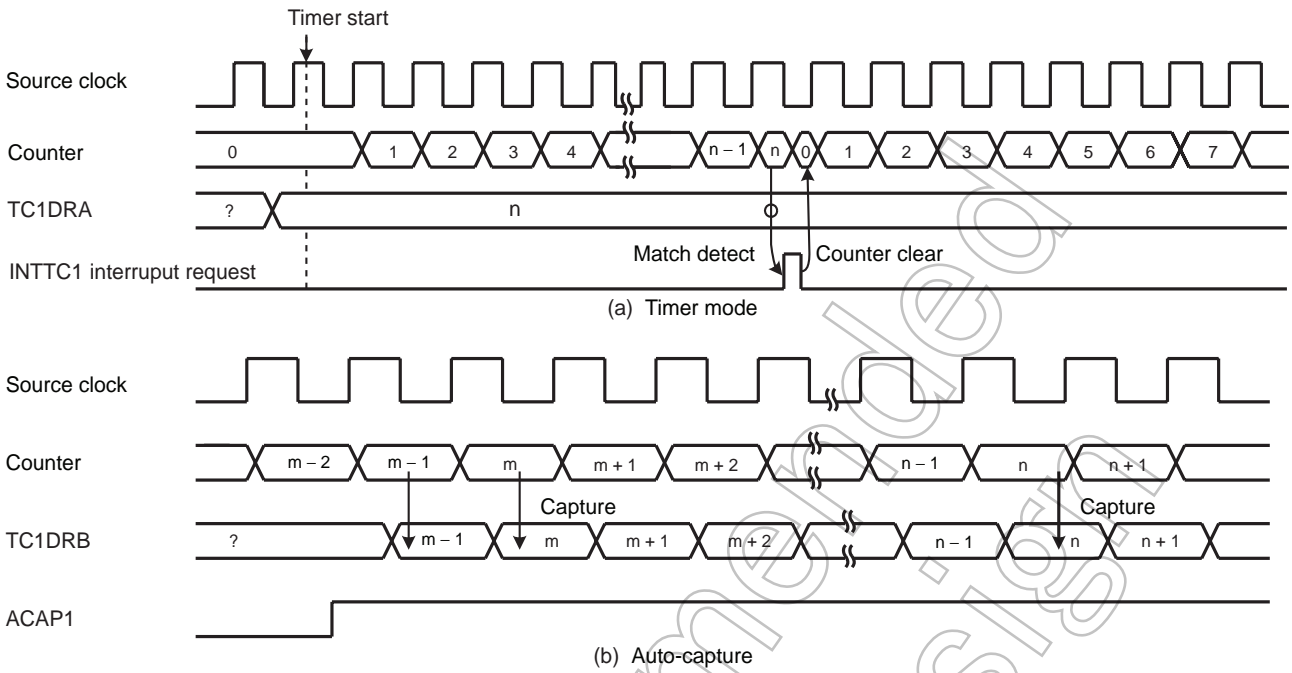 Timer start
Source clock
Counter
0 1 2 3 4 n – 1 n 0 1 2 3 4 5 6 7
TC1DRA
? n
Match detect Counter clear
INTTC1 interruput request
(a) Timer mode
Source clock
Counter
m – 2 m – 1 m m + 1 m + 2 n – 1 n n + 1
Capture Capture
TC1DRB
? m – 1 m m + 1 m + 2 n – 1 n n + 1
ACAP1
(b) Auto-capture